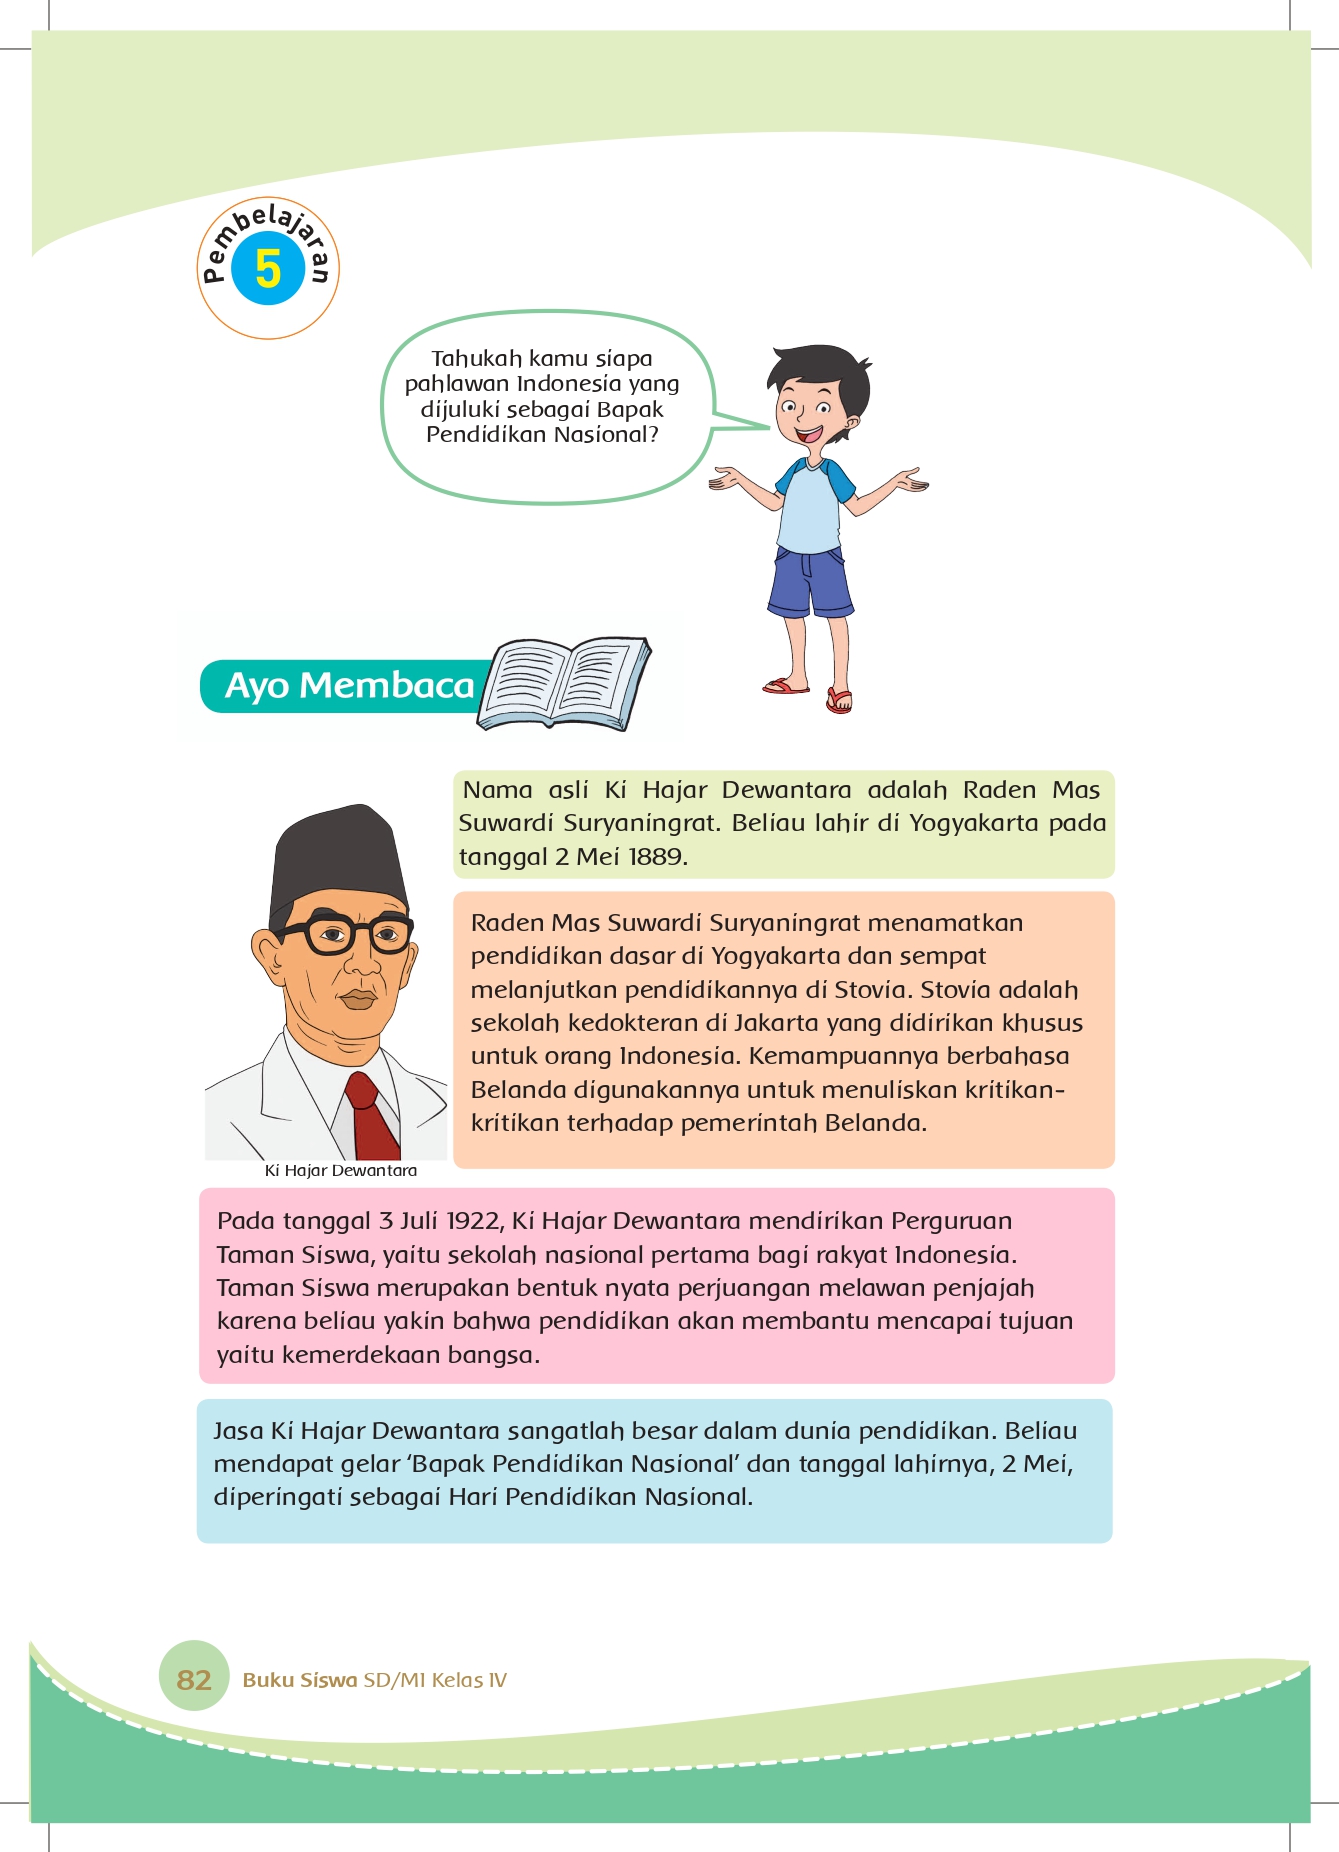 Pembelajaran
5
Tahukah kamu siapa
pahlawan Indonesia yang
dijuluki sebagai Bapak
Pendidikan Nasional?
Ayo Membaca
Nama asli Ki Hajar Dewantara adalah Raden Mas
Suwardi Suryaningrat. Beliau lahir di Yogyakarta pada
tanggal 2 Mei 1889.
Raden Mas Suwardi Suryaningrat menamatkan
pendidikan dasar di Yogyakarta dan sempat
melanjutkan pendidikannya di Stovia. Stovia adalah
sekolah kedokteran di Jakarta yang didirikan khusus
untuk orang Indonesia. Kemampuannya berbahasa
Belanda digunakannya untuk menuliskan kritikan-
kritikan terhadap pemerintah Belanda.
Ki Hajar Dewantara
Pada tanggal 3 Juli 1922, Ki Hajar Dewantara mendirikan Perguruan
Taman Siswa, yaitu sekolah nasional pertama bagi rakyat Indonesia.
Taman Siswa merupakan bentuk nyata perjuangan melawan penjajah
karena beliau yakin bahwa pendidikan akan membantu mencapai tujuan
yaitu kemerdekaan bangsa.
Jasa Ki Hajar Dewantara sangatlah besar dalam dunia pendidikan. Beliau
mendapat gelar ‘Bapak Pendidikan Nasional’ dan tanggal lahirnya, 2 Mei,
diperingati sebagai Hari Pendidikan Nasional.
82 Buku Siswa SD/MI Kelas IV